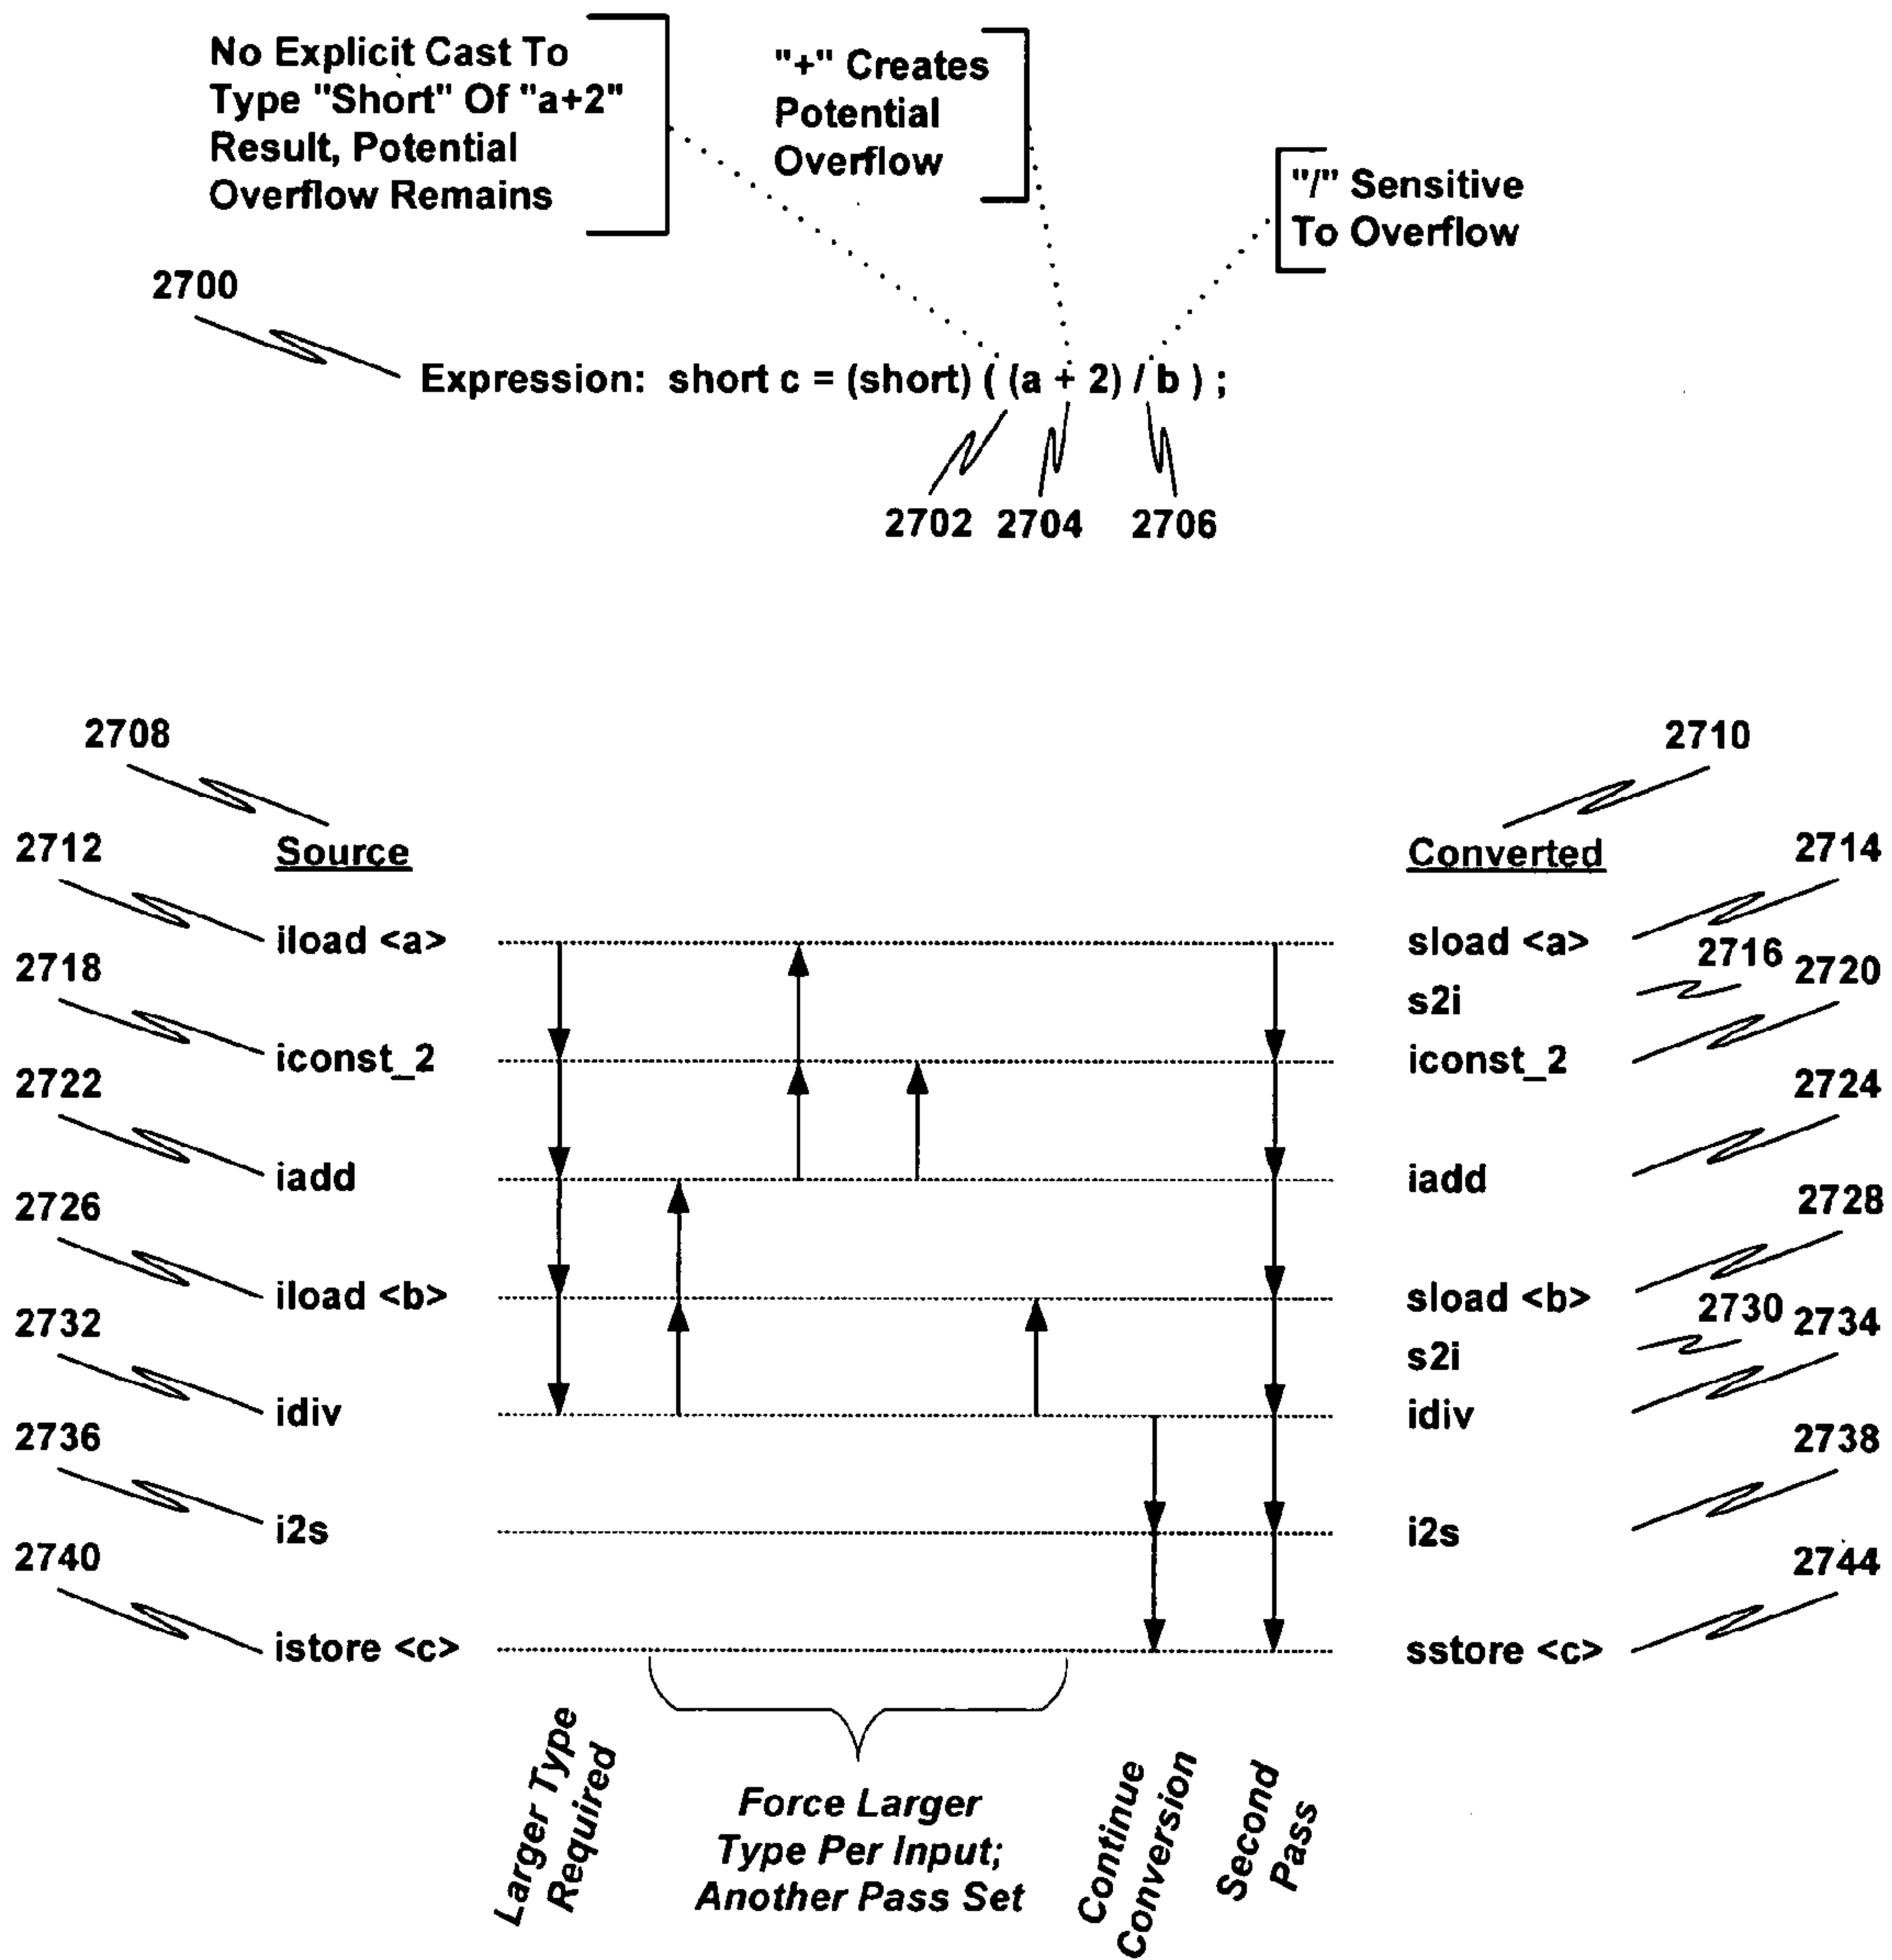 No Explicit Cast To
Type "Short" Of "a+2"
Result, Potential
Overflow Remains
"+" Creates
Potential
Overflow
"/" Sensitive
To Overflow
2700
Expression: short c = (short) ( (a + 2) / b ) ;
2702 2704 2706
2708
2710
2712
Source
Converted
2714
iload <a>
sload <a>
2716
2718
s2i
2720
iconst_2
iconst_2
2722
2724
iadd
iadd
2726
2728
iload <b>
sload <b>
2730
2732
s2i
2734
idiv
idiv
2736
2738
i2s
i2s
2740
2744
istore <c>
sstore <c>
Larger Type
Required
Force Larger
Type Per Input;
Another Pass Set
Continue
Conversion
Second
Pass